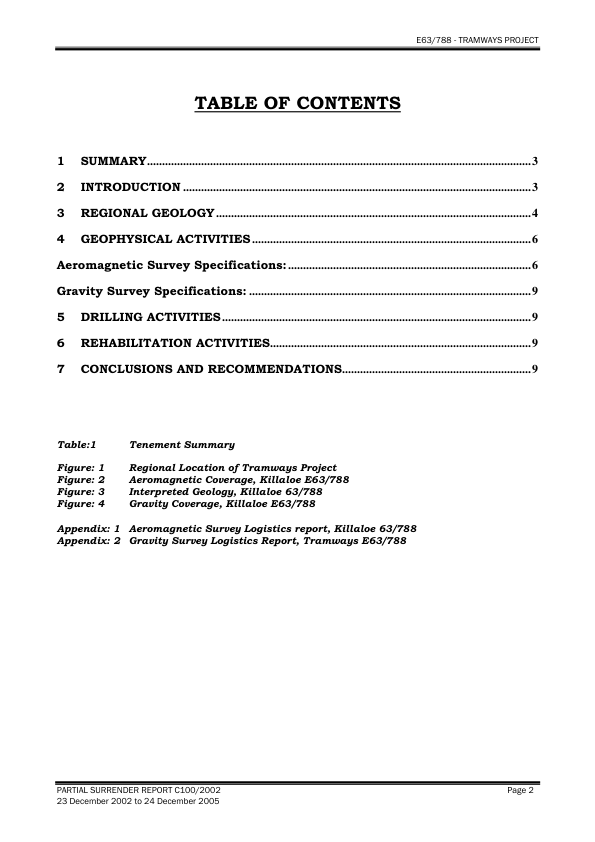 E63/788 - TRAMWAYS PROJECT
TABLE OF CONTENTS
1 SUMMARY........................................................................3
2 INTRODUCTION........................................................................3
3 REGIONAL GEOLOGY........................................................................4
4 GEOPHYSICAL ACTIVITIES........................................................................6
Aeromagnetic Survey Specifications:........................................................................6
Gravity Survey Specifications:........................................................................9
5 DRILLING ACTIVITIES........................................................................9
6 REHABILITATION ACTIVITIES........................................................................9
7 CONCLUSIONS AND RECOMMENDATIONS........................................................................9
Table:1 Tenement Summary
Figure: 1 Regional Location of Tramways Project
Figure: 2 Aeromagnetic Coverage, Killaloe E63/788
Figure: 3 Interpreted Geology, Killaloe 63/788
Figure: 4 Gravity Coverage, Killaloe E63/788
Appendix: 1 Aeromagnetic Survey Logistics report, Killaloe 63/788
Appendix: 2 Gravity Survey Logistics Report, Tramways E63/788
PARTIAL SURRENDER REPORT C100/2002 Page 2
23 December 2002 to 24 December 2005